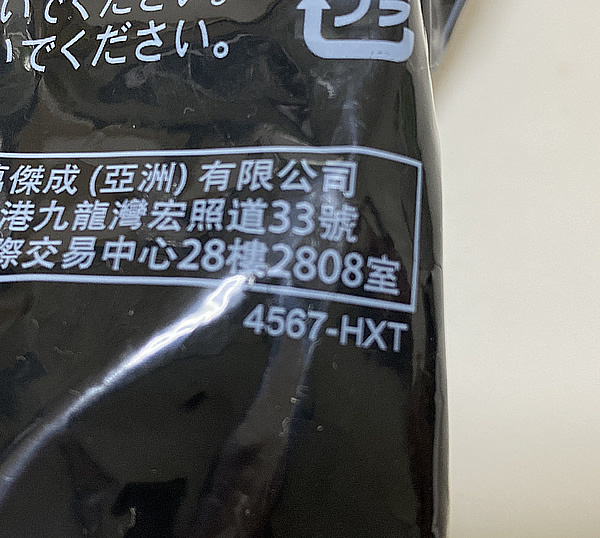 いでください。
いでください。
プラ
傑成(亞洲)有限公司
港九龍灣宏照道33號
際交易中心28樓2808室
4567-HXT